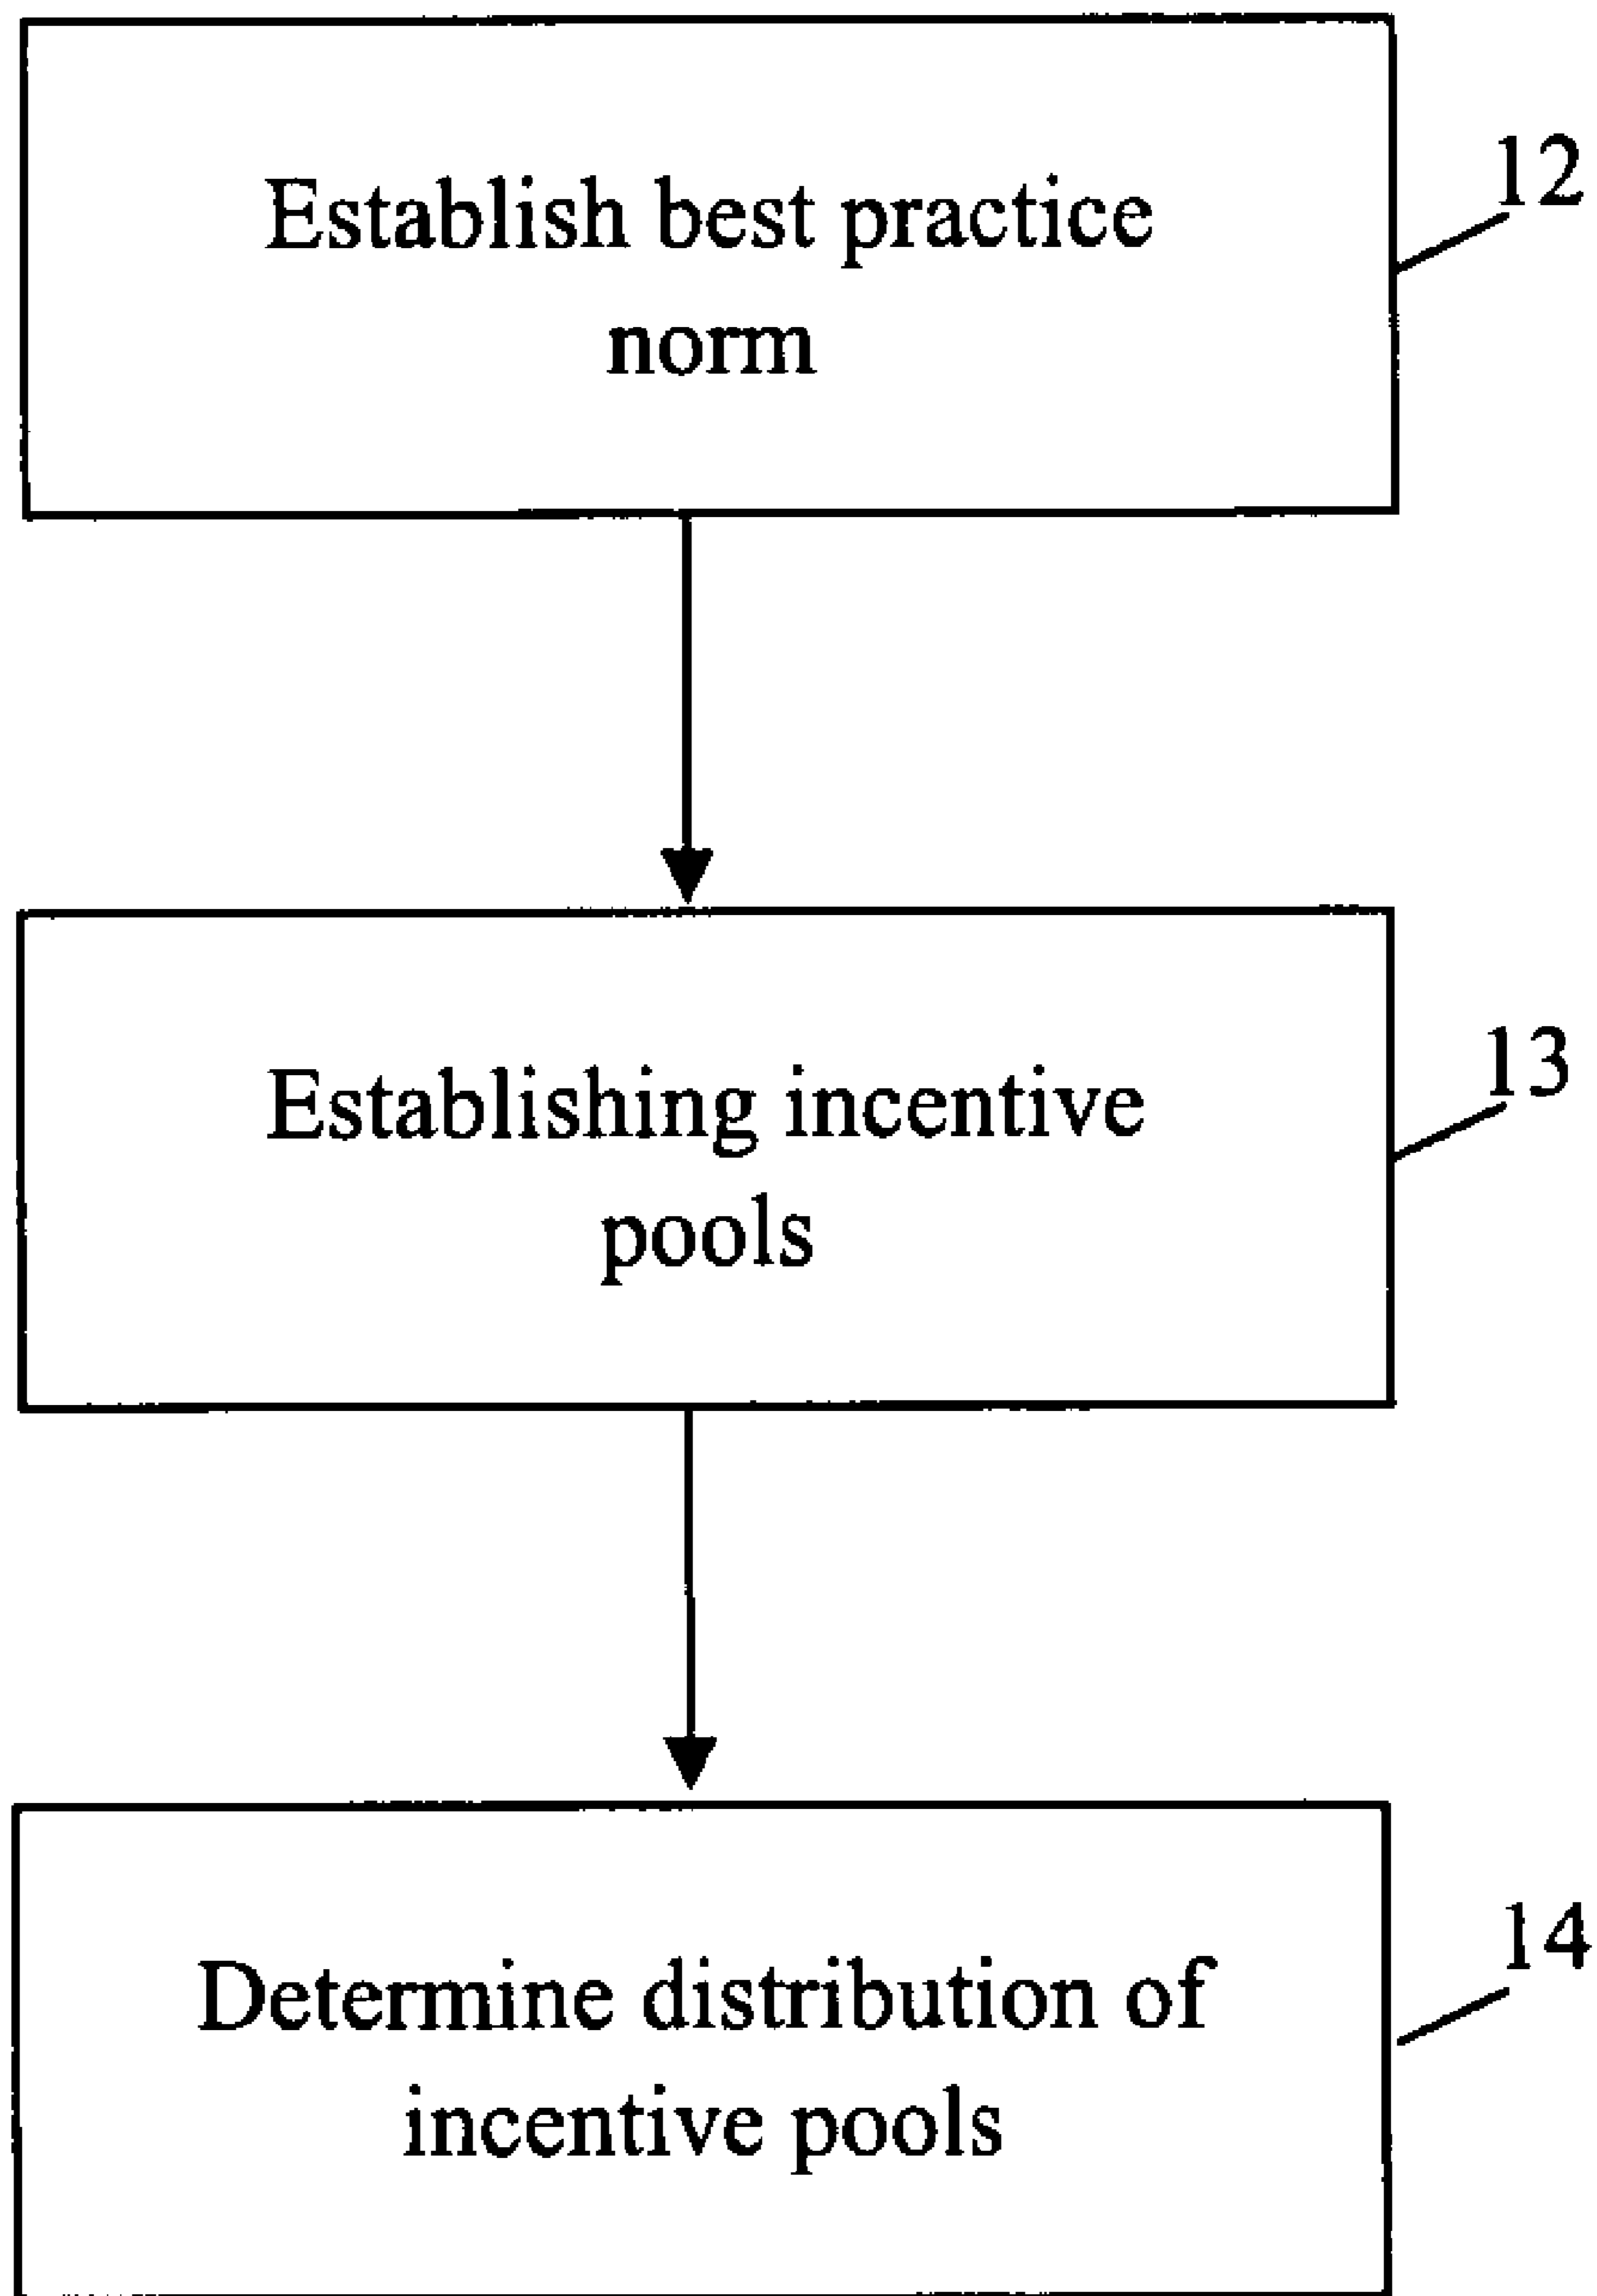 Establish best practice
norm
12
Establishing incentive
pools
13
Determine distribution of
incentive pools
14